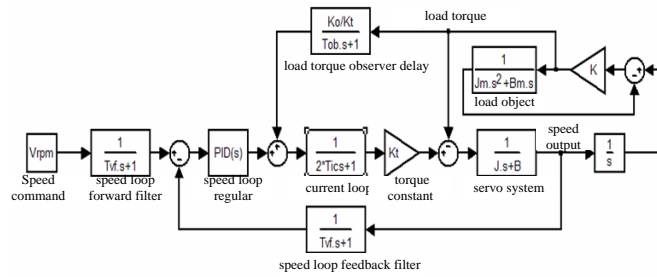 load torque
Ko/Kt
Tob.s+1
load torque observer delay
1
Jm.s²+Bm.s
load object
K
Vrpm
Speed
command
1
Tvf.s+1
speed loop
forward filter
PID(s)
speed loop
regular
1
2*Tics+1
current loop
Kt
torque
constant
1
J.s+B
servo system
speed
output
1
s
1
Tvf.s+1
speed loop feedback filter